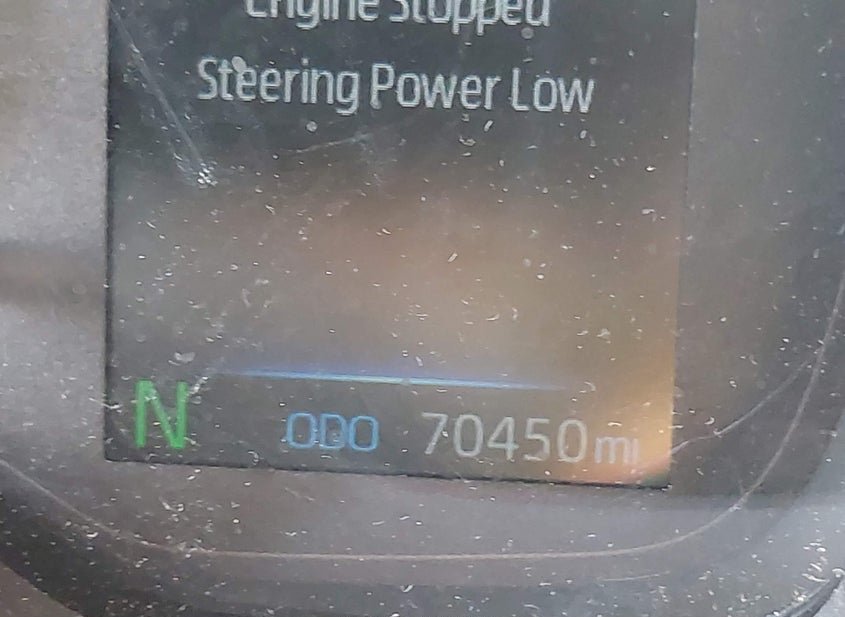 Engine Stopped
Steering Power Low
N ODO 70450 mi